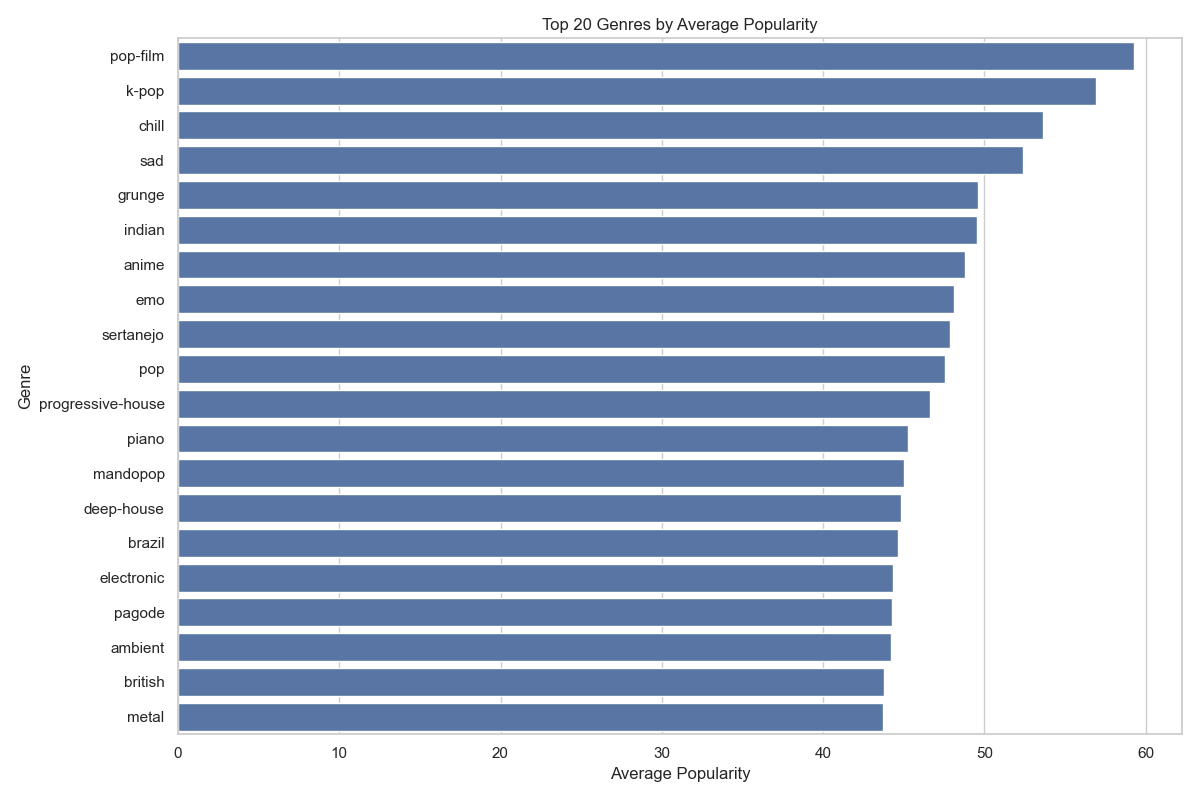 Top 20 Genres by Average Popularity
Genre
pop-film
k-pop
chill
sad
grunge
indian
anime
emo
sertanejo
pop
progressive-house
piano
mandopop
deep-house
brazil
electronic
pagode
ambient
british
metal
0 10 20 30 40 50 60
Average Popularity